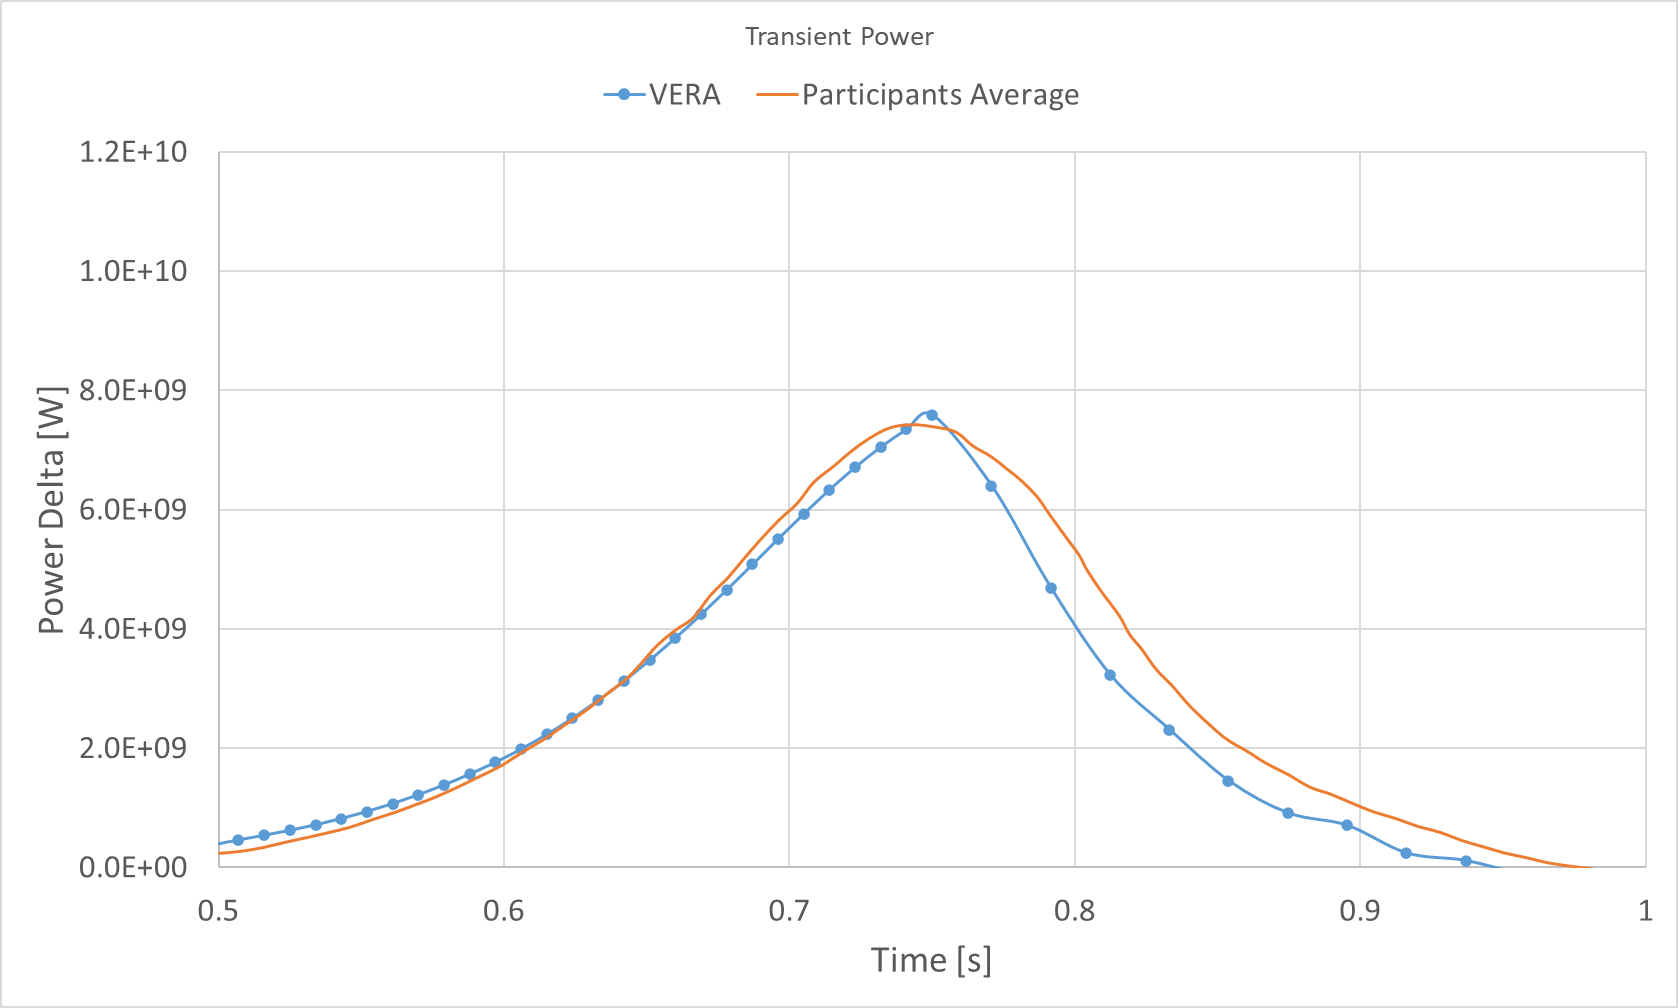 Transient Power
VERA
Participants Average
1.2E+10
1.0E+10
8.0E+09
6.0E+09
4.0E+09
2.0E+09
0.0E+00
Power Delta [W]
0.5 0.6 0.7 0.8 0.9 1
Time [s]